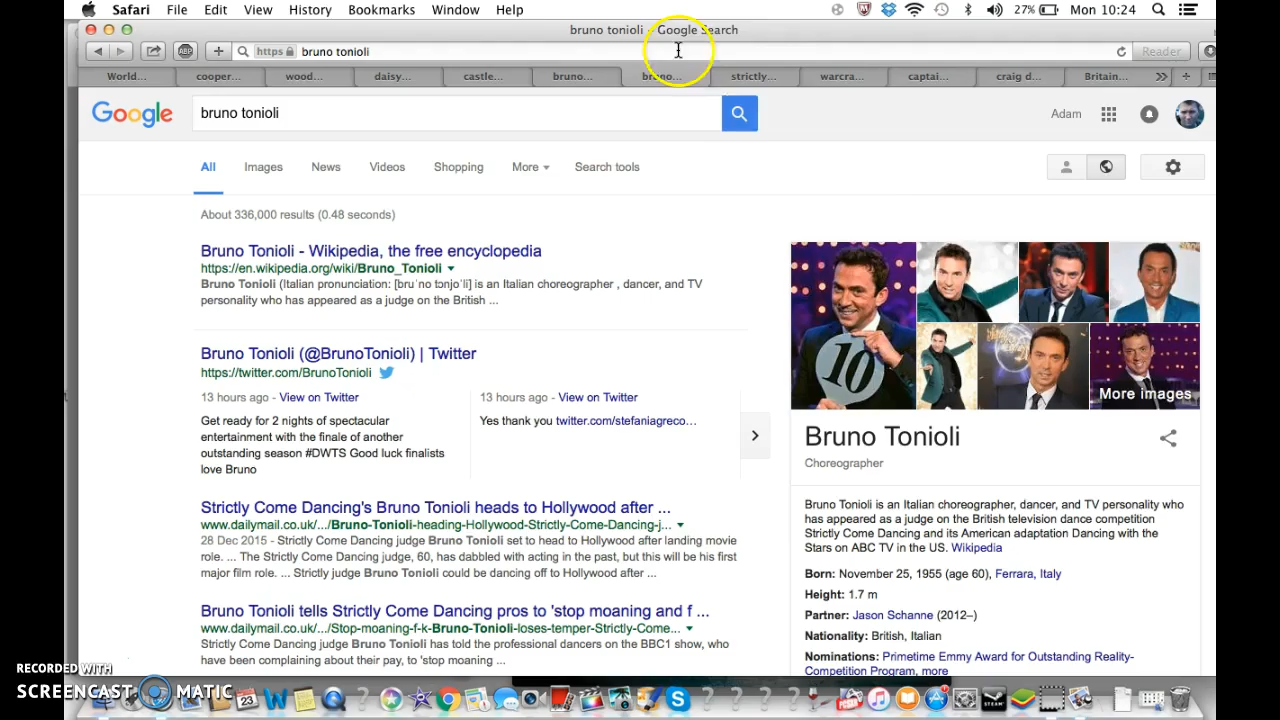 Safari File Edit View History Bookmarks Window Help 27% Mon 10:24
bruno tonioli - Google Search
ABP + https bruno tonioli Reader
World... cooper... wood... daisy... castle... bruno... bruno... strictly... warcra... captai... craig d... Britain...
Google bruno tonioli Adam
All Images News Videos Shopping More Search tools
About 336,000 results (0.48 seconds)
Bruno Tonioli - Wikipedia, the free encyclopedia
https://en.wikipedia.org/wiki/Bruno_Tonioli
Bruno Tonioli (Italian pronunciation: [bruˈno tonjoˈli] is an Italian choreographer , dancer, and TV
personality who has appeared as a judge on the British ...
Bruno Tonioli (@BrunoTonioli) | Twitter
https://twitter.com/BrunoTonioli
13 hours ago - View on Twitter
Get ready for 2 nights of spectacular
entertainment with the finale of another
outstanding season #DWTS Good luck finalists
love Bruno
13 hours ago - View on Twitter
Yes thank you twitter.com/stefaniagreco...
Strictly Come Dancing's Bruno Tonioli heads to Hollywood after ...
www.dailymail.co.uk/.../Bruno-Tonioli-heading-Hollywood-Strictly-Come-Dancing-j...
28 Dec 2015 - Strictly Come Dancing judge Bruno Tonioli set to head to Hollywood after landing movie
role. ... The Strictly Come Dancing judge, 60, has dabbled with acting in the past, but this will be his first
major film role. ... Strictly judge Bruno Tonioli could be dancing off to Hollywood after ...
Bruno Tonioli tells Strictly Come Dancing pros to 'stop moaning and f ...
www.dailymail.co.uk/.../Stop-moaning-f-k-Bruno-Tonioli-loses-temper-Strictly-Come...
Strictly Come Dancing judge Bruno Tonioli has told the professional dancers on the BBC1 show, who
have been complaining about their pay, to 'stop moaning ...
10
More images
Bruno Tonioli
Choreographer
Bruno Tonioli is an Italian choreographer, dancer, and TV personality who
has appeared as a judge on the British television dance competition
Strictly Come Dancing and its American adaptation Dancing with the
Stars on ABC TV in the US. Wikipedia
Born: November 25, 1955 (age 60), Ferrara, Italy
Height: 1.7 m
Partner: Jason Schanne (2012–)
Nationality: British, Italian
Nominations: Primetime Emmy Award for Outstanding Reality-
Competition Program, more
RECORDED WITH
SCREENCAST MATIC
23
STEAM